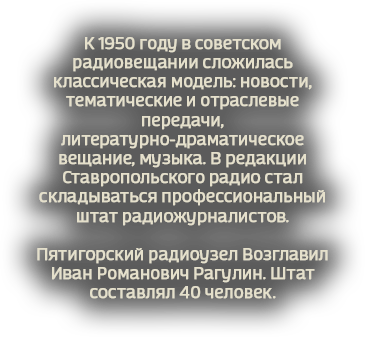 К 1950 году в советском
радиовещании сложилась
классическая модель: новости,
тематические и отраслевые
передачи,
литературно-драматическое
вещание, музыка. В редакции
Ставропольского радио стал
складываться профессиональный
штат радиожурналистов.
Пятигорский радиоузел Возглавил
Иван Романович Рагулин. Штат
составлял 40 человек.